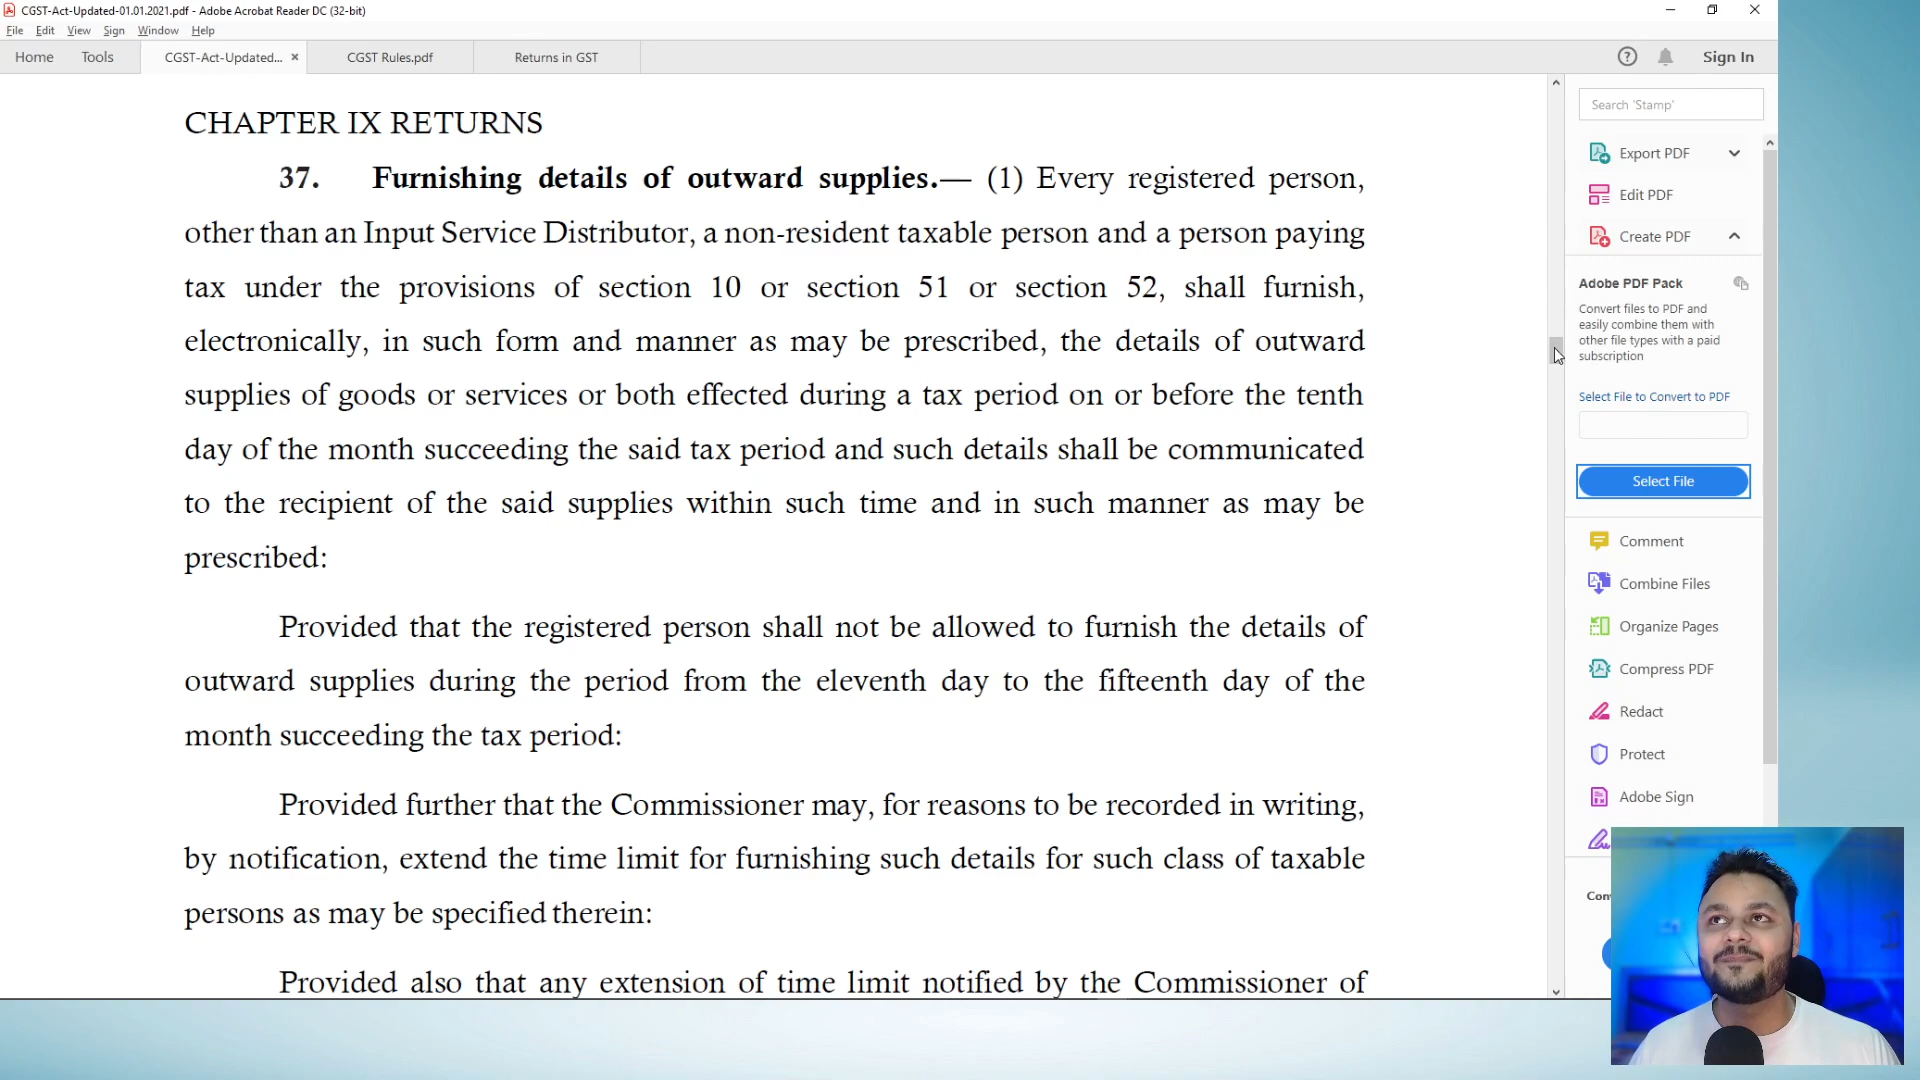 CGST-Act-Updated-01.01.2021.pdf - Adobe Acrobat Reader DC (32-bit)
File Edit View Sign Window Help
Home Tools CGST-Act-Updated... × CGST Rules.pdf Returns in GST Sign In
CHAPTER IX RETURNS
37. Furnishing details of outward supplies.— (1) Every registered person,
other than an Input Service Distributor, a non-resident taxable person and a person paying
tax under the provisions of section 10 or section 51 or section 52, shall furnish,
electronically, in such form and manner as may be prescribed, the details of outward
supplies of goods or services or both effected during a tax period on or before the tenth
day of the month succeeding the said tax period and such details shall be communicated
to the recipient of the said supplies within such time and in such manner as may be
prescribed:
Provided that the registered person shall not be allowed to furnish the details of
outward supplies during the period from the eleventh day to the fifteenth day of the
month succeeding the tax period:
Provided further that the Commissioner may, for reasons to be recorded in writing,
by notification, extend the time limit for furnishing such details for such class of taxable
persons as may be specified therein:
Provided also that any extension of time limit notified by the Commissioner of
Search 'Stamp'
Export PDF
Edit PDF
Create PDF
Adobe PDF Pack
Convert files to PDF and
easily combine them with
other file types with a paid
subscription
Select File to Convert to PDF
Select File
Comment
Combine Files
Organize Pages
Compress PDF
Redact
Protect
Adobe Sign